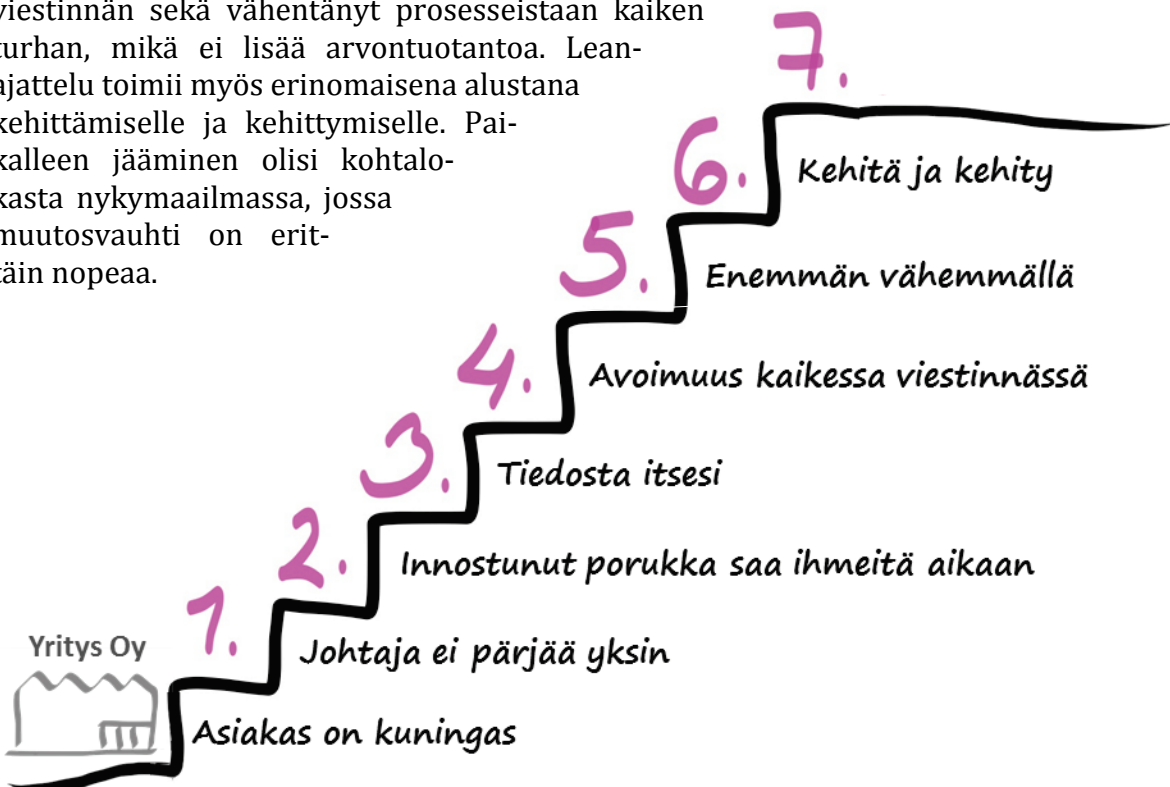 viestinnän sekä vähentänyt prosesseistaan kaiken
turhan, mikä ei lisää arvontuotantoa. Lean-
ajattelu toimii myös erinomaisena alustana
kehittämiselle ja kehittymiselle. Pai-
kalleen jääminen olisi kohtalo-
kasta nykymaailmassa, jossa
muutosvauhti on erit-
täin nopeaa.
7.
Kehitä ja kehity
6.
Enemmän vähemmällä
5.
Avoimuus kaikessa viestinnässä
4.
Tiedosta itsesi
3.
Innostunut porukka saa ihmeitä aikaan
2.
Johtaja ei pärjää yksin
1.
Asiakas on kuningas
Yritys Oy